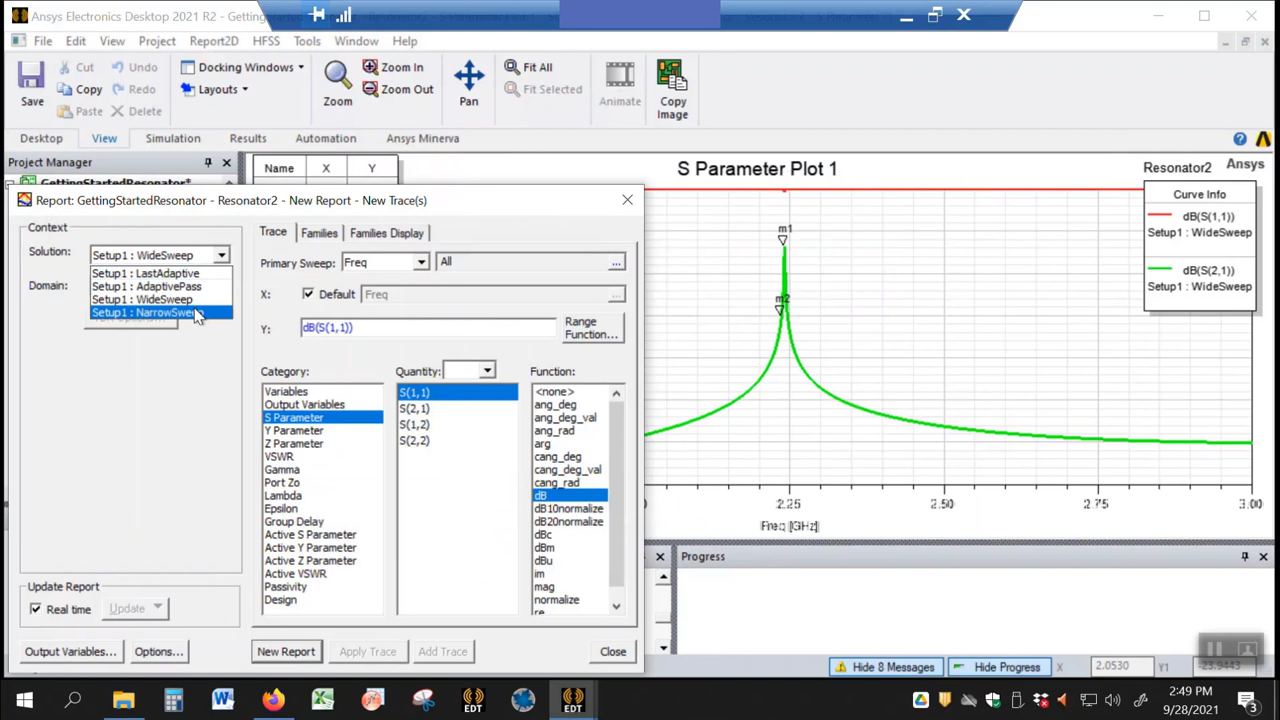 Ansys Electronics Desktop 2021 R2 - Gett
File Edit View Project Report2D HFSS Tools Window Help
Save
Cut
Copy
Paste
Undo
Redo
Delete
Docking Windows
Layouts
Zoom
Zoom In
Zoom Out
Pan
Fit All
Fit Selected
Animate
Copy
Image
Desktop View Simulation Results Automation Ansys Minerva
Project Manager
GettingStartedResonator*
Name X Y
S Parameter Plot 1
Resonator2
Ansys
Curve Info
dB(S(1,1))
Setup1 : WideSweep
dB(S(2,1))
Setup1 : WideSweep
m1
m2
2.25 2.50 2.75 3.00
Freq [GHz]
Report: GettingStartedResonator - Resonator2 - New Report - New Trace(s)
Context
Solution: Setup1 : WideSweep
Setup1 : LastAdaptive
Setup1 : AdaptivePass
Setup1 : WideSweep
Setup1 : NarrowSweep
Domain:
Trace Families Families Display
Primary Sweep: Freq All ...
X: Default Freq ...
Y: dB(S(1,1))
Range
Function...
Category: Quantity: Function:
Variables
Output Variables
S Parameter
Y Parameter
Z Parameter
VSWR
Gamma
Port Zo
Lambda
Epsilon
Group Delay
Active S Parameter
Active Y Parameter
Active Z Parameter
Active VSWR
Passivity
Design
S(1,1)
S(2,1)
S(1,2)
S(2,2)
<none>
ang_deg
ang_deg_val
ang_rad
arg
cang_deg
cang_deg_val
cang_rad
dB
dB10normalize
dB20normalize
dBc
dBm
dBu
im
mag
normalize
re
Update Report
Real time
Update
Output Variables... Options... New Report Apply Trace Add Trace Close
Progress
Hide 8 Messages Hide Progress X 2.0530 Y1 -23.9443
EDT EDT
2:49 PM
9/28/2021
3